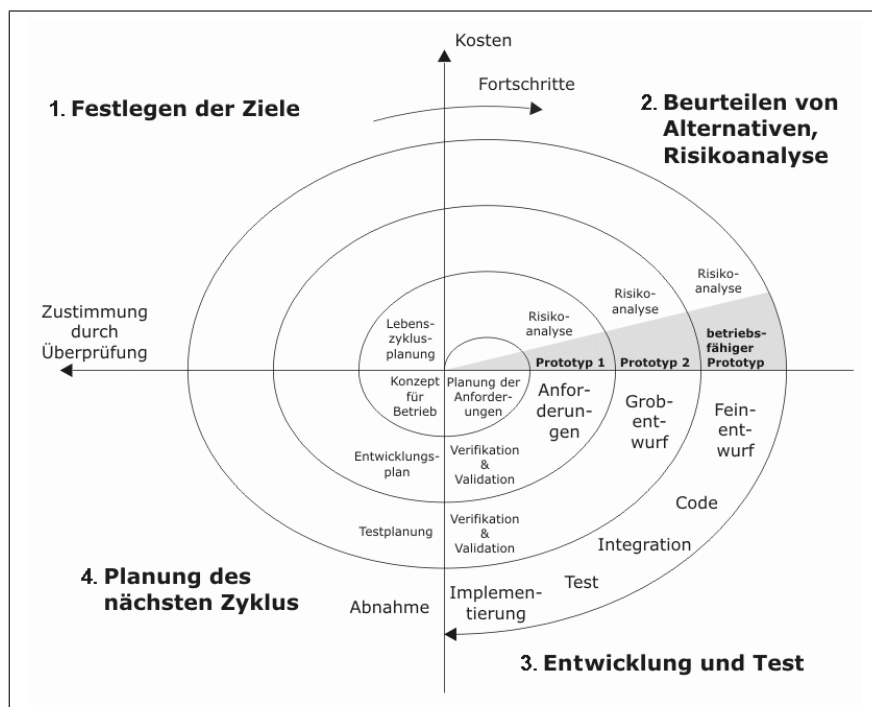 Kosten
Fortschritte
1. Festlegen der Ziele
2. Beurteilen von
Alternativen,
Risikoanalyse
Zustimmung
durch
Überprüfung
Lebens-
zyklus-
planung
Risiko-
analyse
Risiko-
analyse
Risiko-
analyse
Prototyp 1
Prototyp 2
betriebs-
fähiger
Prototyp
Konzept
für
Betrieb
Planung der
Anforder-
ungen
Anfor-
derun-
gen
Grob-
ent-
wurf
Fein-
ent-
wurf
Entwicklungs-
plan
Verifikation
&
Validation
Code
Testplanung
Verifikation
&
Validation
Integration
Test
4. Planung des
nächsten Zyklus
Abnahme
Implemen-
tierung
3. Entwicklung und Test